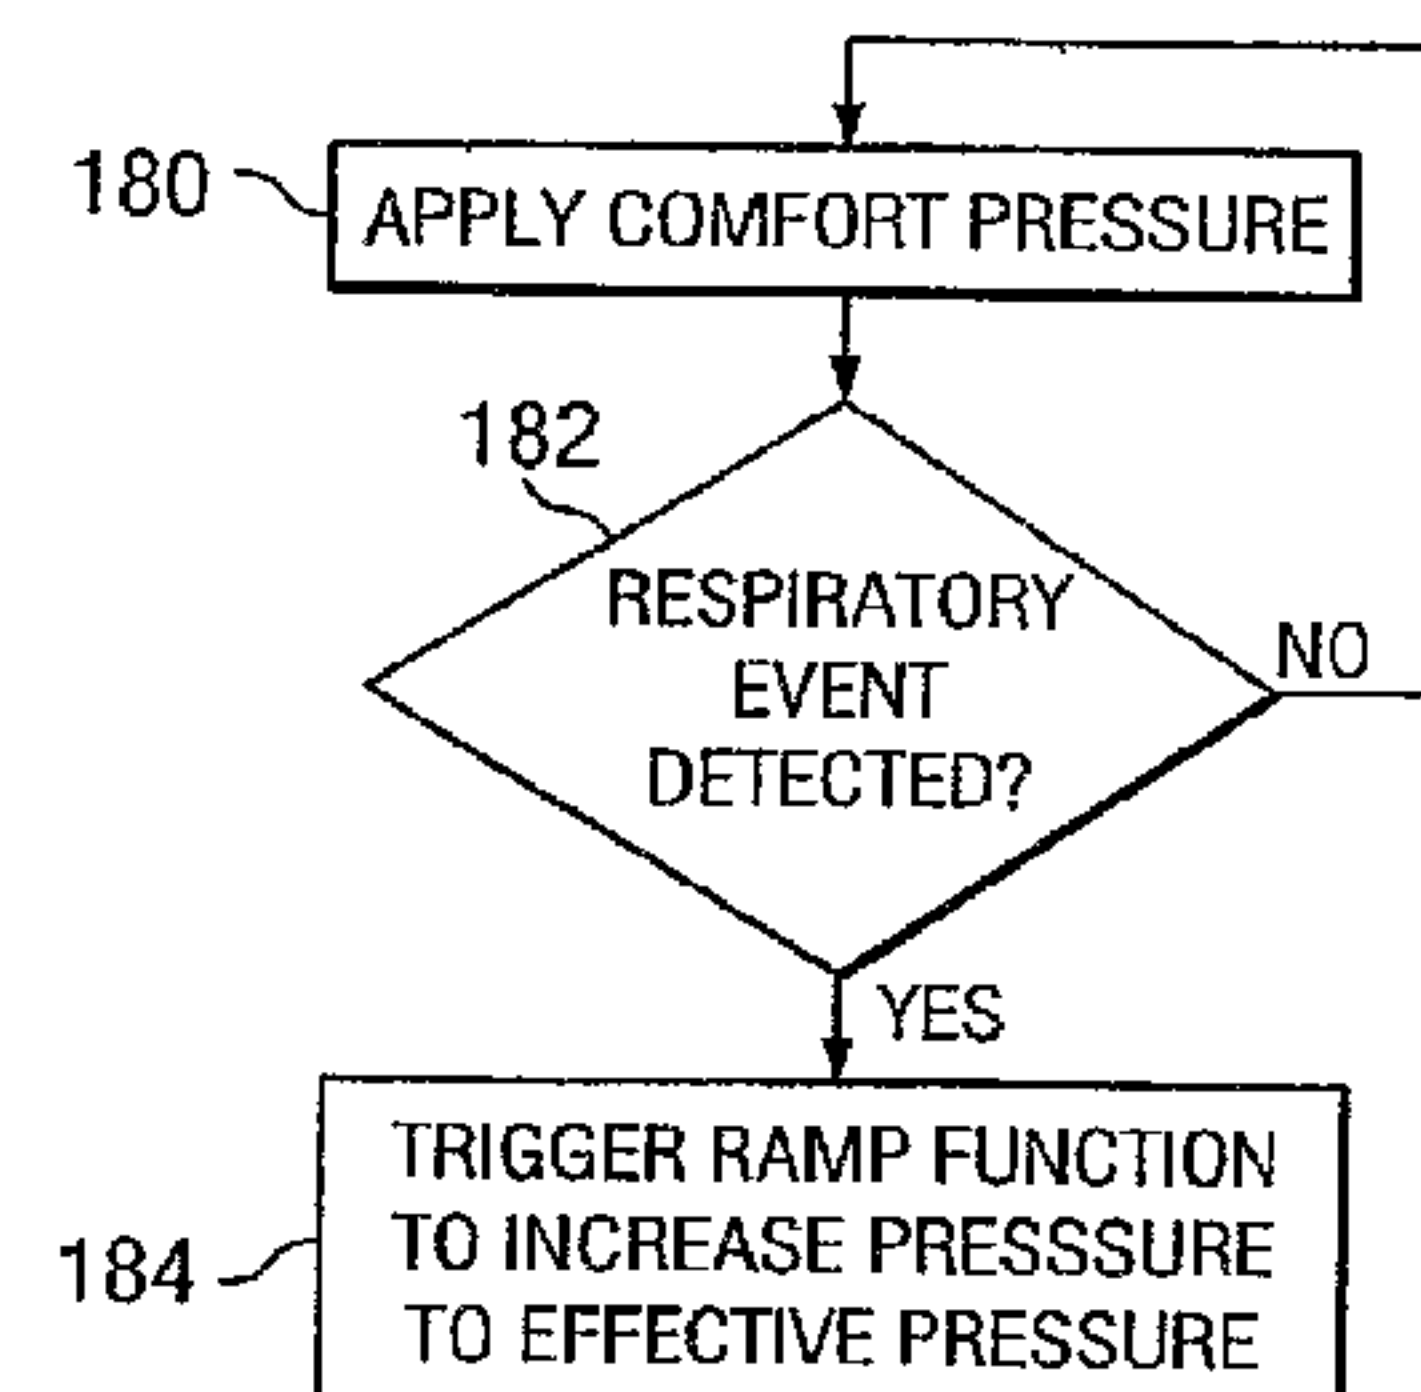 180
APPLY COMFORT PRESSURE
182
RESPIRATORY
EVENT
DETECTED?
NO
YES
184
TRIGGER RAMP FUNCTION
TO INCREASE PRESSSURE
TO EFFECTIVE PRESSURE